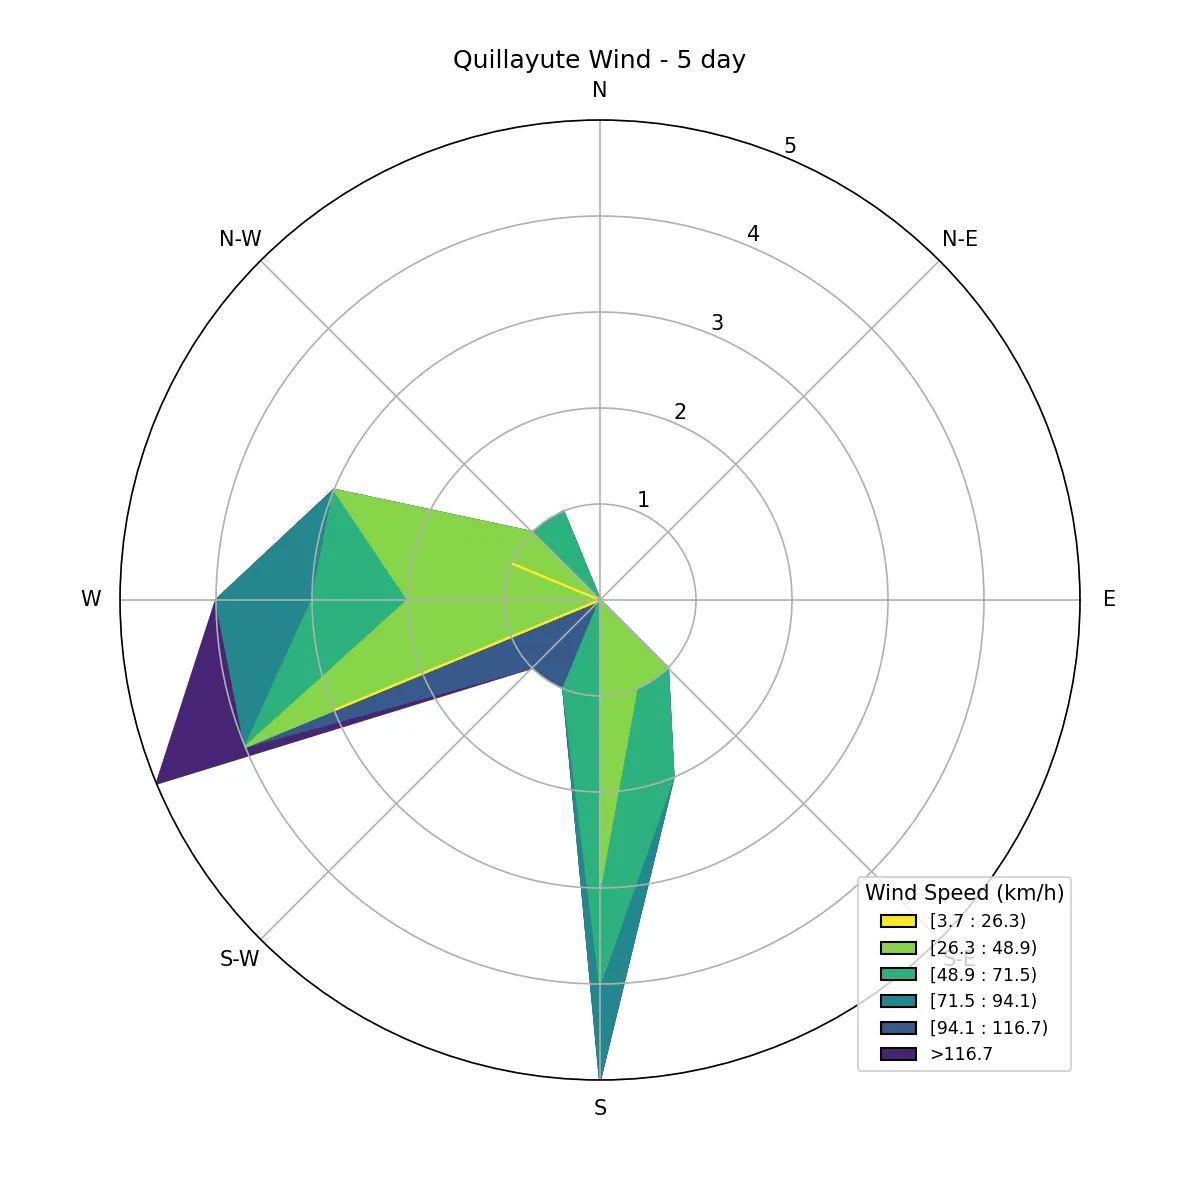 Quillayute Wind - 5 day
N
5
N-W
4
N-E
3
2
1
W
E
S-W
S-E
S
Wind Speed (km/h)
[3.7 : 26.3)
[26.3 : 48.9)
[48.9 : 71.5)
[71.5 : 94.1)
[94.1 : 116.7)
>116.7